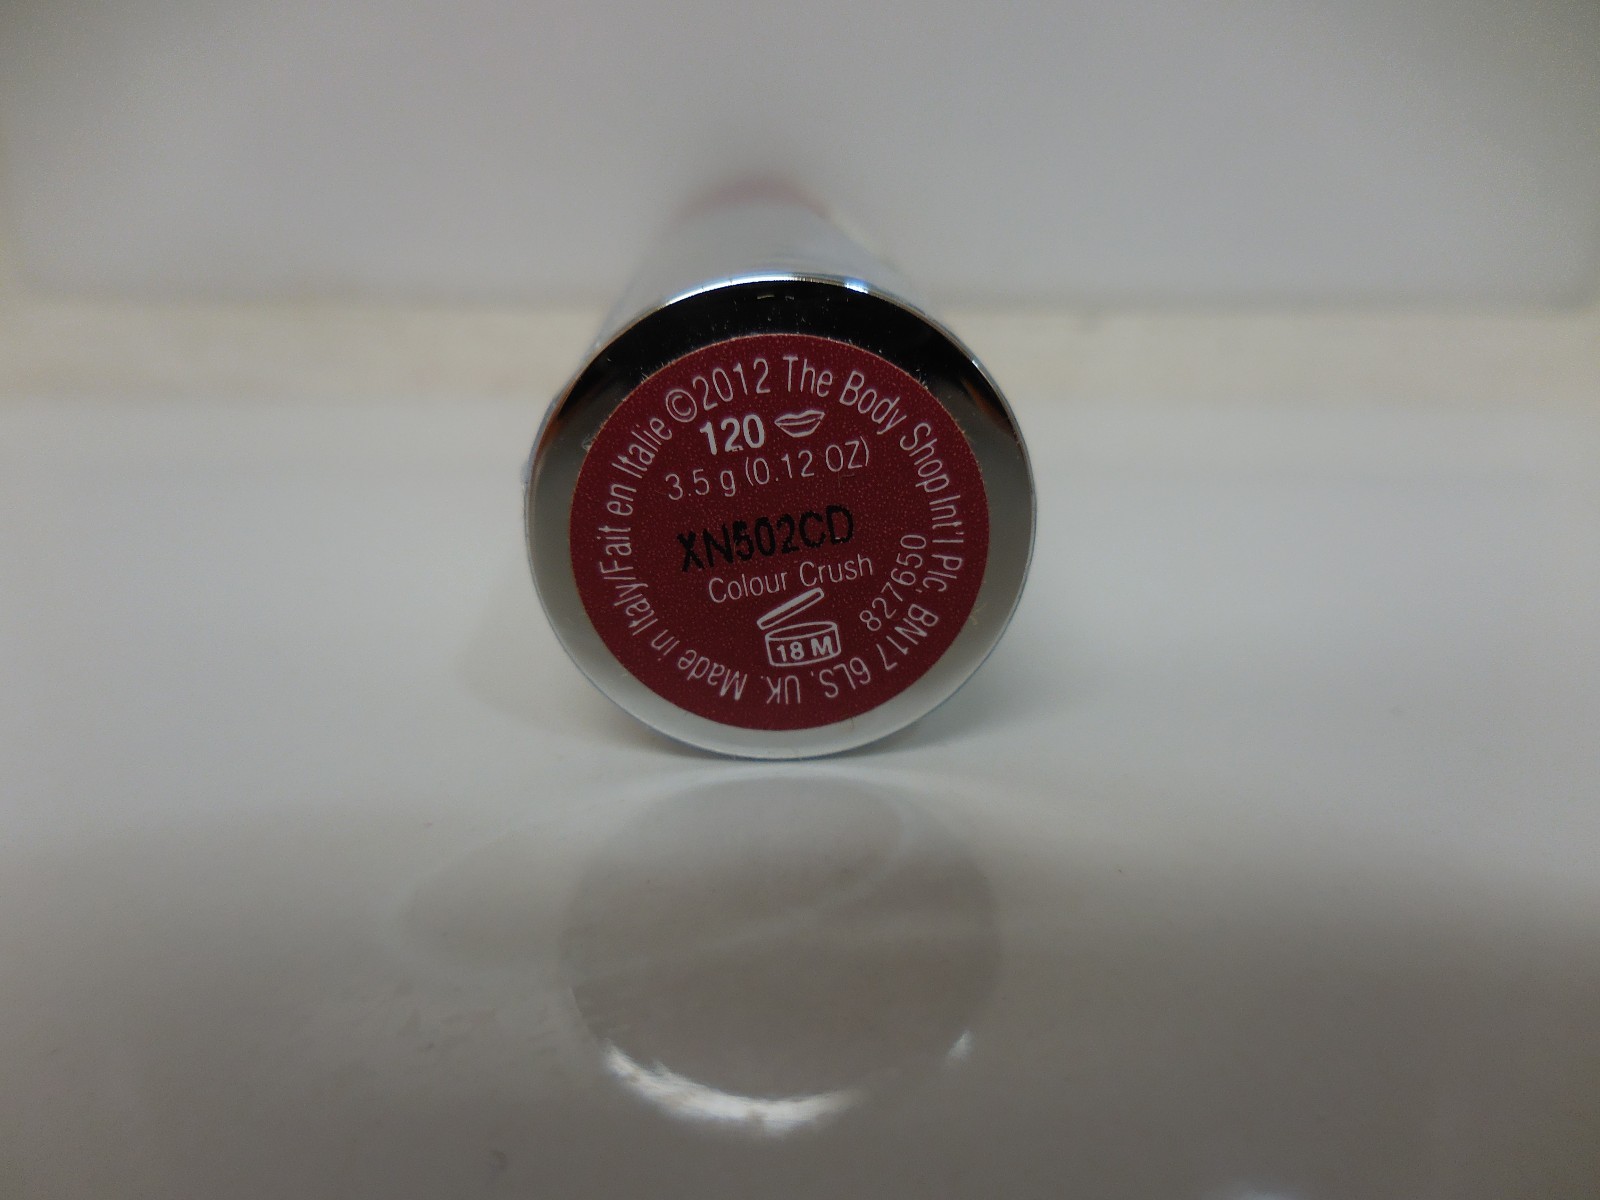 ©2012 The Body Shop Int'l Plc, BN17 6LS. UK. Made in Italy/Fait en Italie
120
3.5 g (0.12 OZ)
XN502CD
Colour Crush
827650
18 M